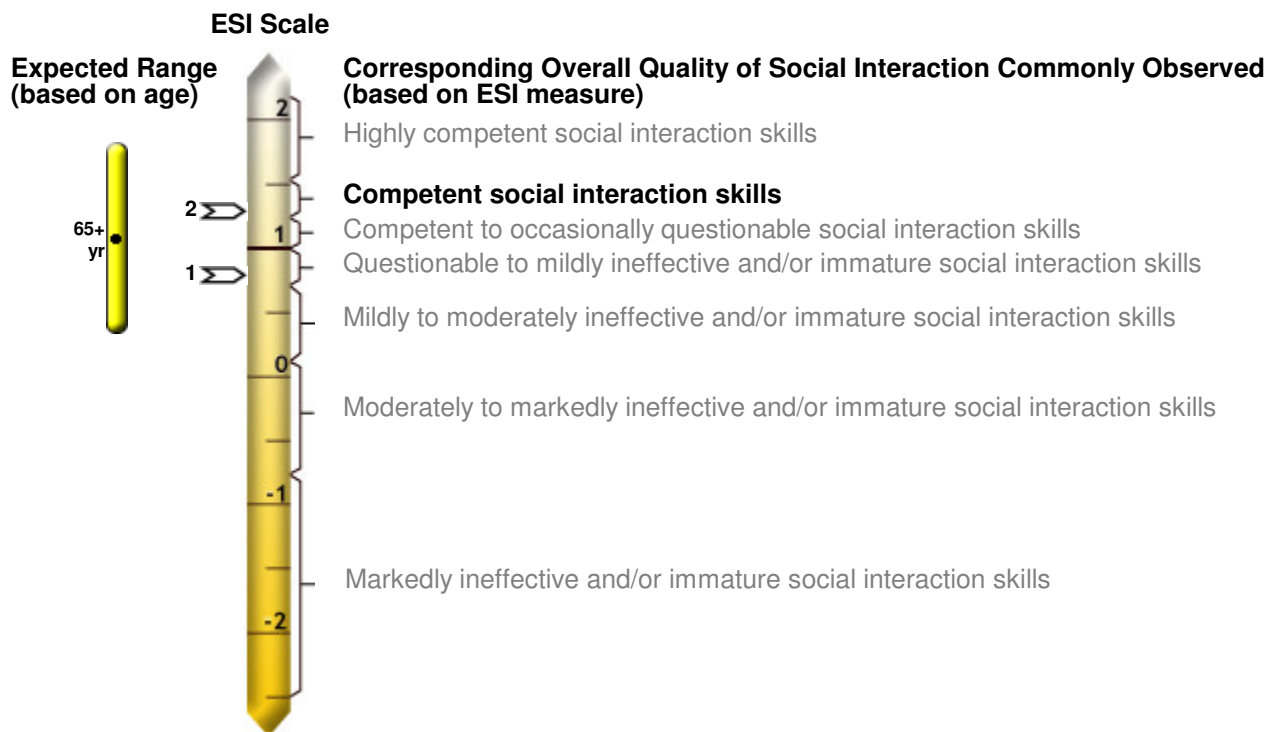 ESI Scale
Expected Range
(based on age)
Corresponding Overall Quality of Social Interaction Commonly Observed
(based on ESI measure)
2
Highly competent social interaction skills
Competent social interaction skills
2
65+
yr
1
Competent to occasionally questionable social interaction skills
1
Questionable to mildly ineffective and/or immature social interaction skills
Mildly to moderately ineffective and/or immature social interaction skills
0
Moderately to markedly ineffective and/or immature social interaction skills
-1
Markedly ineffective and/or immature social interaction skills
-2